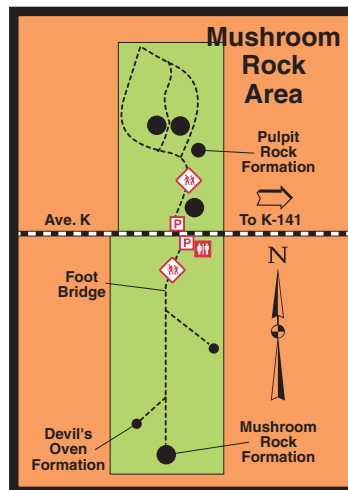 Mushroom
Rock
Area
Pulpit
Rock
Formation
Ave. K
To K-141
P
P
N
Foot
Bridge
Devil's
Oven
Formation
Mushroom
Rock
Formation